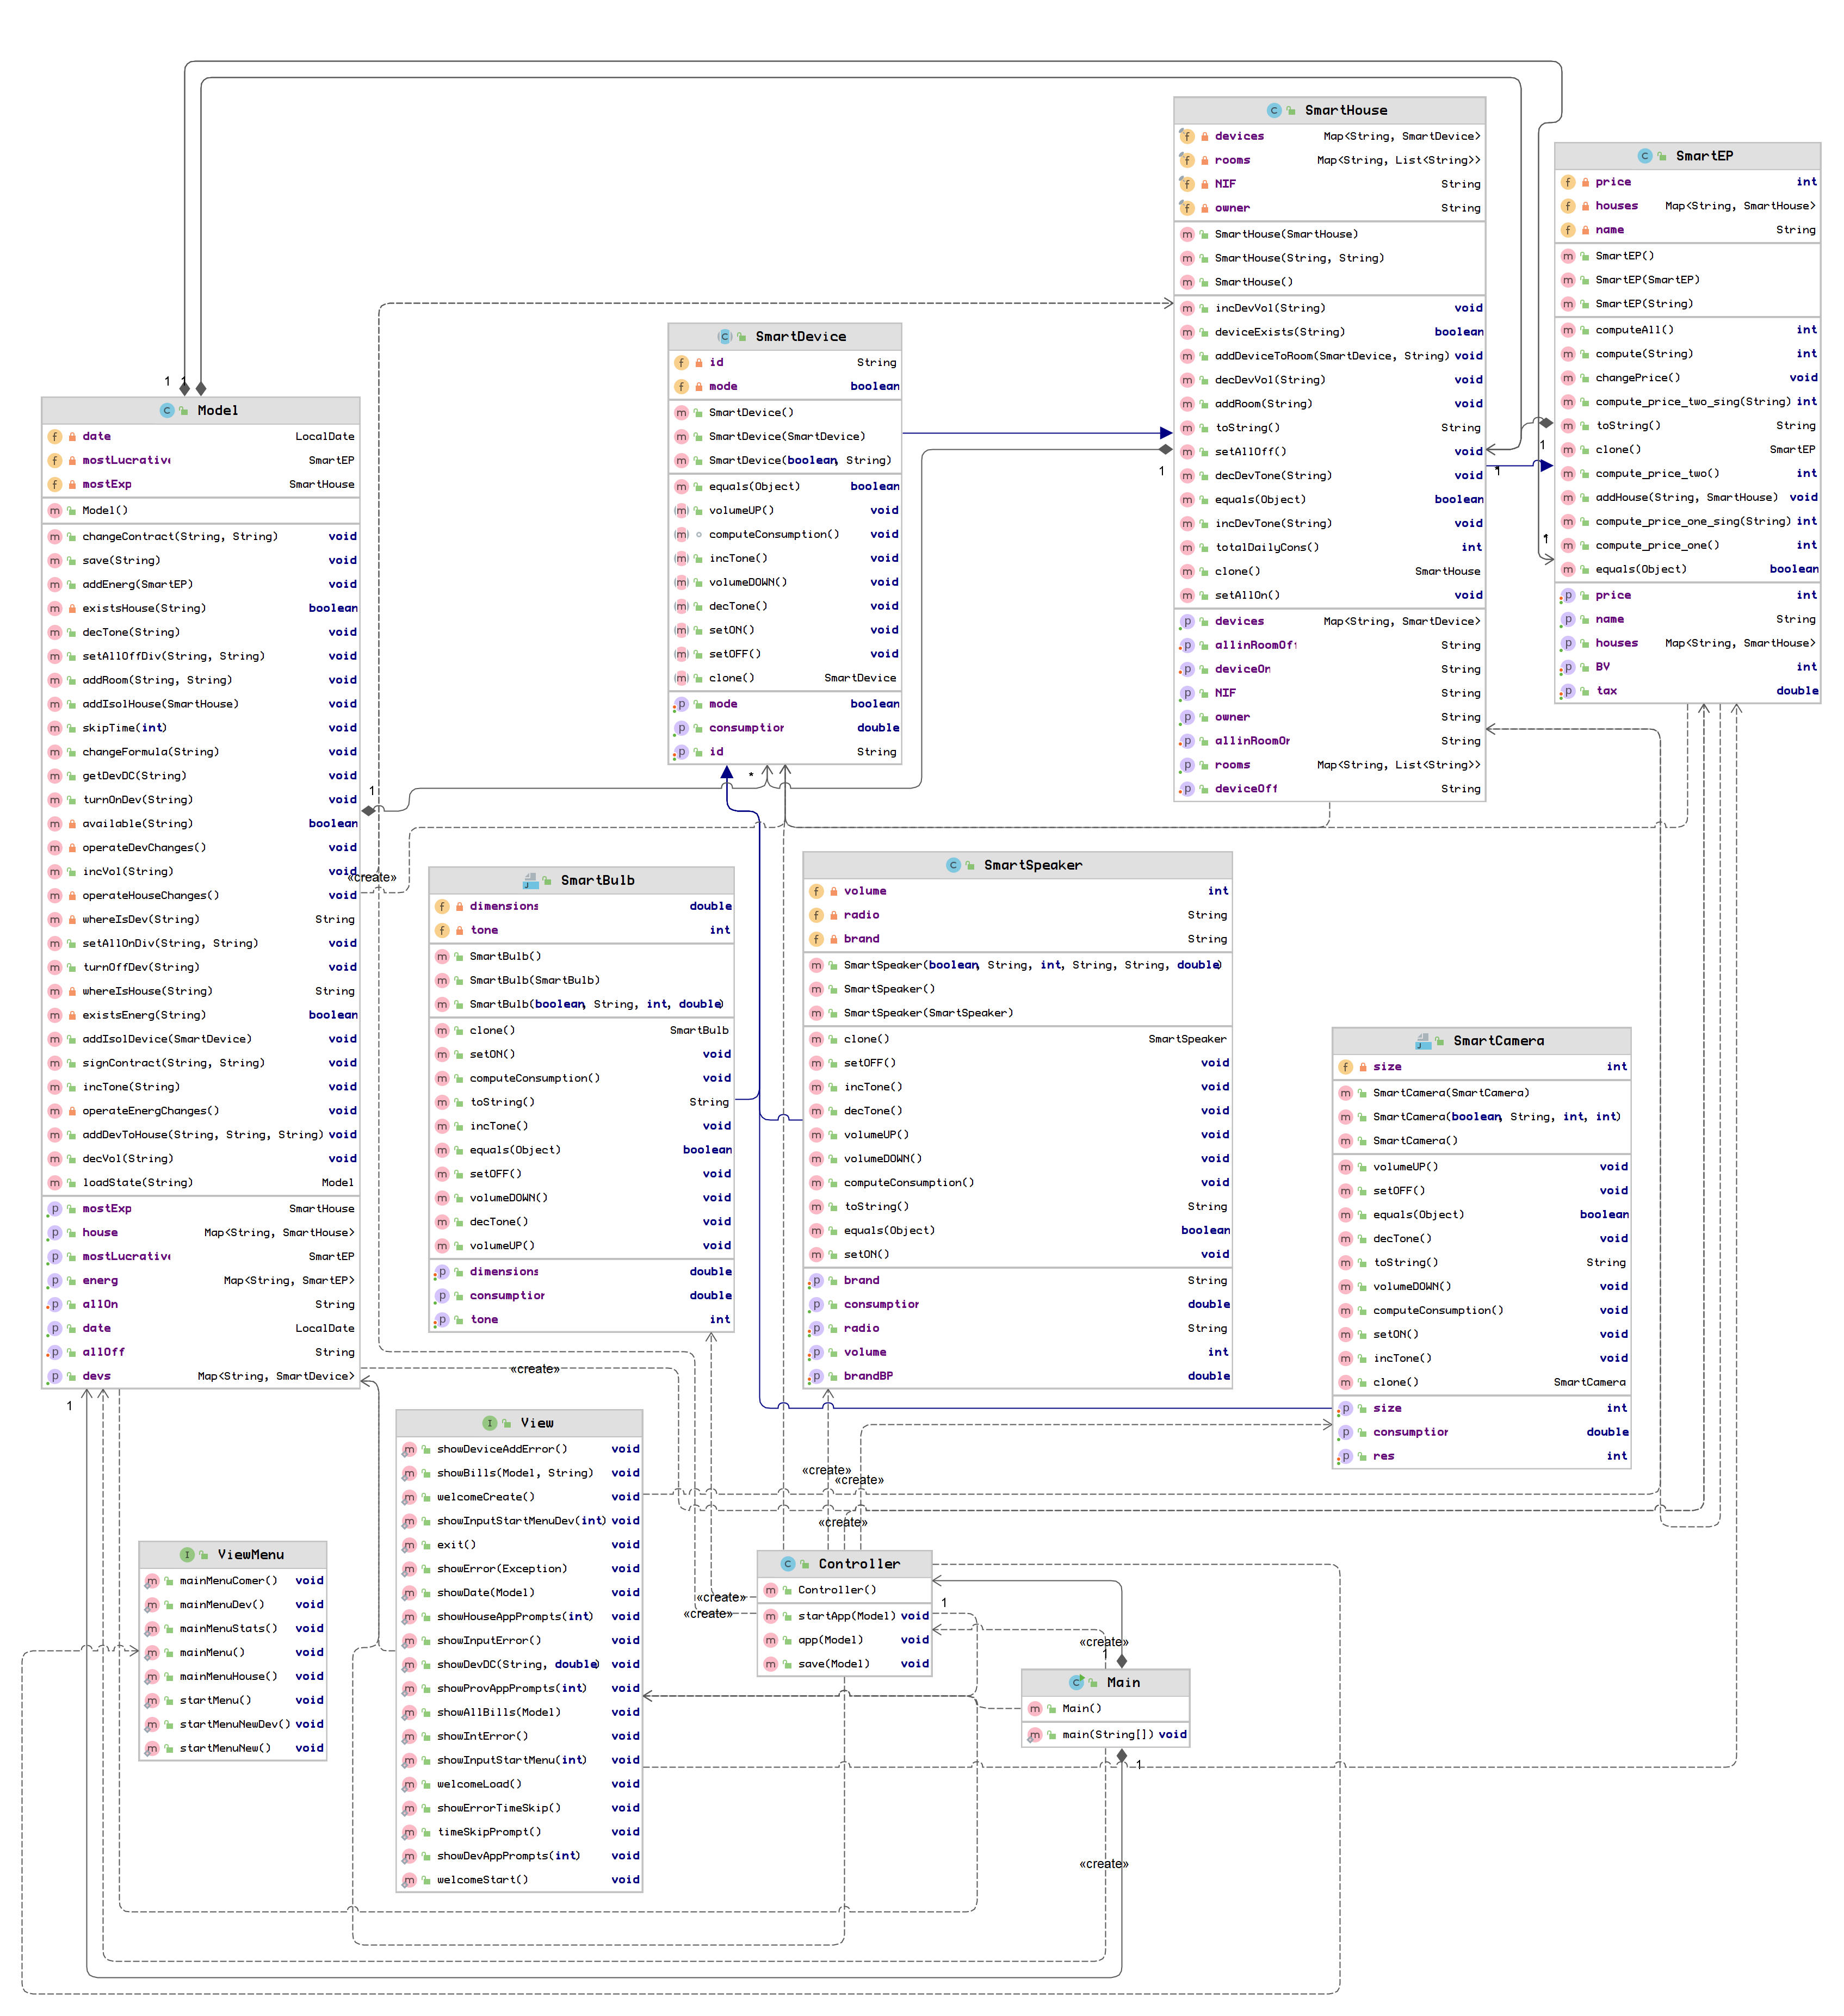 SmartHouse
devices Map<String, SmartDevice>
rooms Map<String, List<String>>
NIF String
owner String
SmartHouse(SmartHouse)
SmartHouse(String, String)
SmartHouse()
incDevVol(String) void
deviceExists(String) boolean
addDeviceToRoom(SmartDevice, String) void
decDevVol(String) void
addRoom(String) void
toString() String
setAllOff() void
decDevTone(String) void
equals(Object) boolean
incDevTone(String) void
totalDailyCons() int
clone() SmartHouse
setAllOn() void
devices Map<String, SmartDevice>
allinRoomOff String
deviceOn String
NIF String
owner String
allinRoomOn String
rooms Map<String, List<String>>
deviceOff String
SmartEP
price int
houses Map<String, SmartHouse>
name String
SmartEP()
SmartEP(SmartEP)
SmartEP(String)
computeAll() int
compute(String) int
changePrice() void
compute_price_two_sing(String) int
toString() String
clone() SmartEP
compute_price_two() int
addHouse(String, SmartHouse) void
compute_price_one_sing(String) int
compute_price_one() int
equals(Object) boolean
price int
name String
houses Map<String, SmartHouse>
BV int
tax double
SmartDevice
id String
mode boolean
SmartDevice()
SmartDevice(SmartDevice)
SmartDevice(boolean, String)
equals(Object) boolean
volumeUP() void
computeConsumption() void
incTone() void
volumeDOWN() void
decTone() void
setON() void
setOFF() void
clone() SmartDevice
mode boolean
consumption double
id String
Model
date LocalDate
mostLucrative SmartEP
mostExp SmartHouse
Model()
changeContract(String, String) void
save(String) void
addEnerg(SmartEP) void
existsHouse(String) boolean
decTone(String) void
setAllOffDiv(String, String) void
addRoom(String, String) void
addIsolHouse(SmartHouse) void
skipTime(int) void
changeFormula(String) void
getDevDC(String) void
turnOnDev(String) void
available(String) boolean
operateDevChanges() void
incVol(String) void
operateHouseChanges() void
whereIsDev(String) String
setAllOnDiv(String, String) void
turnOffDev(String) void
whereIsHouse(String) String
existsEnerg(String) boolean
addIsolDevice(SmartDevice) void
signContract(String, String) void
incTone(String) void
operateEnergChanges() void
addDevToHouse(String, String, String) void
decVol(String) void
loadState(String) Model
mostExp SmartHouse
house Map<String, SmartHouse>
mostLucrative SmartEP
energ Map<String, SmartEP>
allOn String
date LocalDate
allOff String
devs Map<String, SmartDevice>
SmartBulb
dimensions double
tone int
SmartBulb()
SmartBulb(SmartBulb)
SmartBulb(boolean, String, int, double)
clone() SmartBulb
setON() void
computeConsumption() void
toString() String
incTone() void
equals(Object) boolean
setOFF() void
volumeDOWN() void
decTone() void
volumeUP() void
dimensions double
consumption double
tone int
SmartSpeaker
volume int
radio String
brand String
SmartSpeaker(boolean, String, int, String, String, double)
SmartSpeaker()
SmartSpeaker(SmartSpeaker)
clone() SmartSpeaker
setOFF() void
incTone() void
decTone() void
volumeUP() void
volumeDOWN() void
computeConsumption() void
toString() String
equals(Object) boolean
setON() void
brand String
consumption double
radio String
volume int
brandBP double
SmartCamera
size int
SmartCamera(SmartCamera)
SmartCamera(boolean, String, int, int)
SmartCamera()
volumeUP() void
setOFF() void
equals(Object) boolean
decTone() void
toString() String
volumeDOWN() void
computeConsumption() void
setON() void
incTone() void
clone() SmartCamera
size int
consumption double
res int
View
showDeviceAddError() void
showBills(Model, String) void
welcomeCreate() void
showInputStartMenuDev(int) void
exit() void
showError(Exception) void
showDate(Model) void
showHouseAppPrompts(int) void
showInputError() void
showDevDC(String, double) void
showProvAppPrompts(int) void
showAllBills(Model) void
showIntError() void
showInputStartMenu(int) void
welcomeLoad() void
showErrorTimeSkip() void
timeSkipPrompt() void
showDevAppPrompts(int) void
welcomeStart() void
ViewMenu
mainMenuComer() void
mainMenuDev() void
mainMenuStats() void
mainMenu() void
mainMenuHouse() void
startMenu() void
startMenuNewDev() void
startMenuNew() void
Controller
Controller()
startApp(Model) void
app(Model) void
save(Model) void
Main
Main()
main(String[]) void
«create»
«create»
«create»
«create»
«create»
«create»
«create»
«create»
«create»
1
1
1
1
1
1
1
1
1
1
*
*